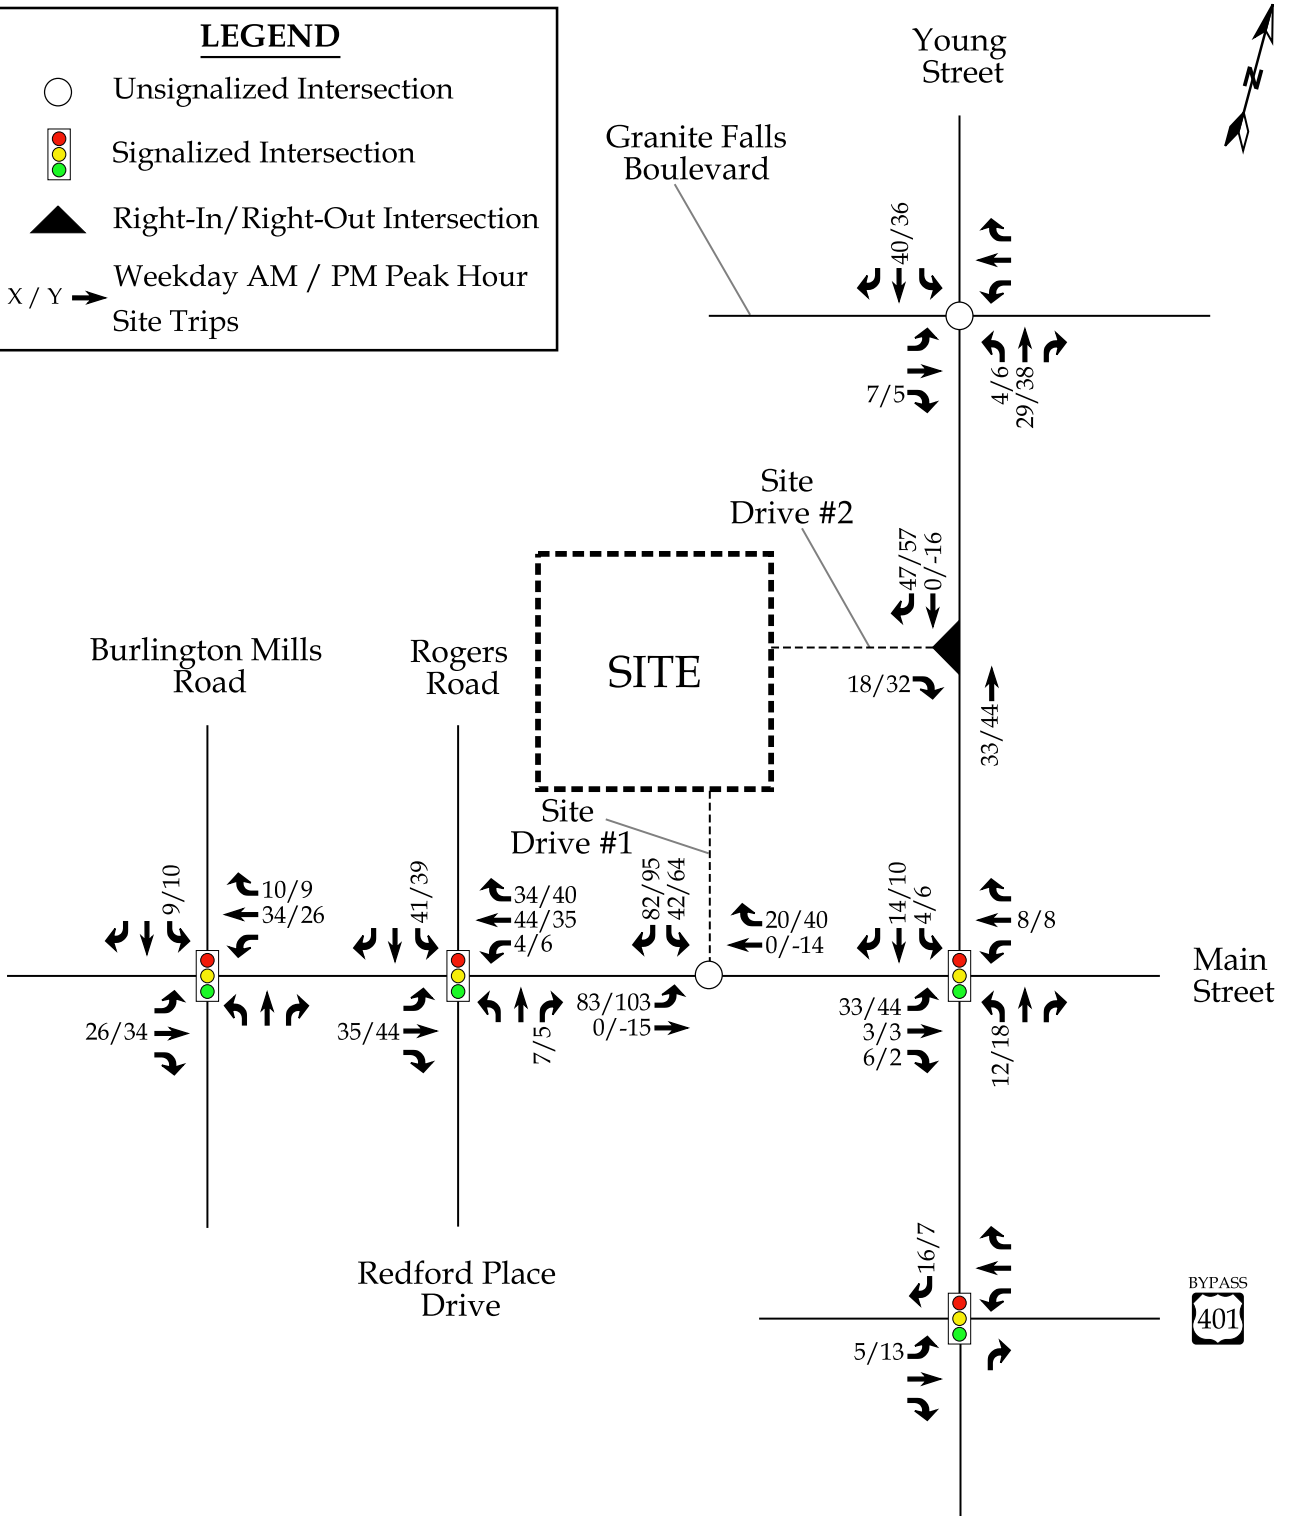 LEGEND
Unsignalized Intersection
Signalized Intersection
Right-In/Right-Out Intersection
X / Y
Weekday AM / PM Peak Hour
Site Trips
Young
Street
N
Granite Falls
Boulevard
40/36
7/5
4/6
29/38
Site
Drive #2
47/57
0/-16
18/32
33/44
SITE
Burlington Mills
Road
Rogers
Road
Site
Drive #1
9/10
10/9
34/26
26/34
41/39
34/40
44/35
4/6
35/44
7/5
82/95
42/64
20/40
0/-14
83/103
0/-15
14/10
4/6
8/8
33/44
3/3
6/2
12/18
Main
Street
Redford Place
Drive
16/7
5/13
BYPASS
401